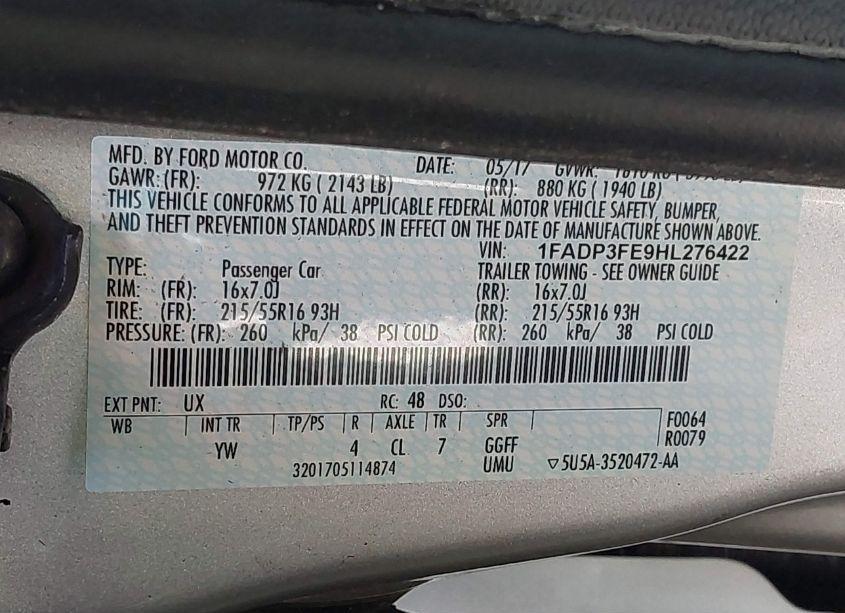 MFD. BY FORD MOTOR CO. DATE: 05/17 GVWR:
GAWR: (FR): 972 KG ( 2143 LB) (RR): 880 KG ( 1940 LB)
THIS VEHICLE CONFORMS TO ALL APPLICABLE FEDERAL MOTOR VEHICLE SAFETY, BUMPER,
AND THEFT PREVENTION STANDARDS IN EFFECT ON THE DATE OF MANUFACTURE SHOWN ABOVE.
VIN: 1FADP3FE9HL276422
TYPE: Passenger Car TRAILER TOWING - SEE OWNER GUIDE
RIM: (FR): 16x7.0J (RR): 16x7.0J
TIRE: (FR): 215/55R16 93H (RR): 215/55R16 93H
PRESSURE: (FR): 260 kPa/ 38 PSI COLD (RR): 260 kPa/ 38 PSI COLD
EXT PNT: UX RC: 48 DSO:
WB INT TR TP/PS R AXLE TR SPR F0064
R0079
YW 4 CL 7 GGFF
3201705114874 UMU ▽5U5A-3520472-AA